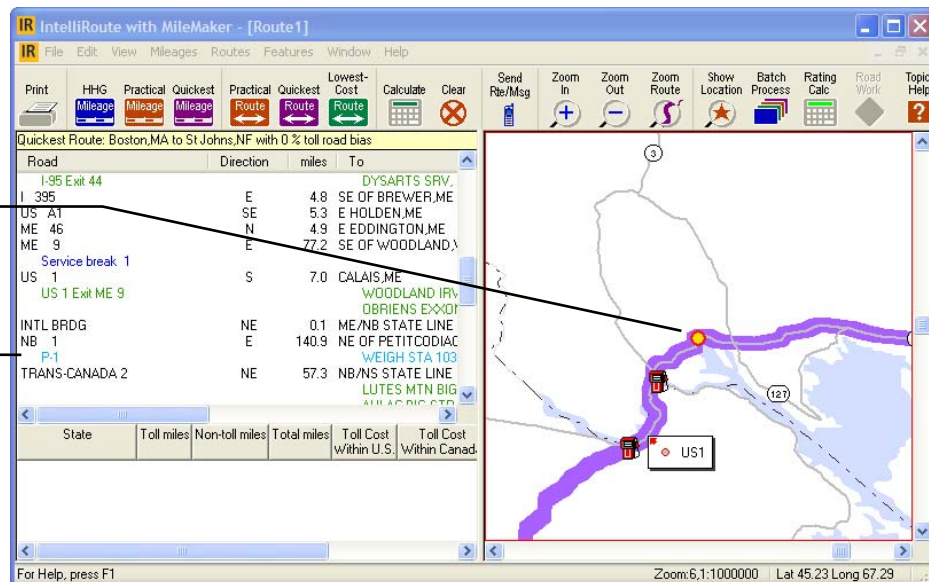 IR IntelliRoute with MileMaker - [Route1]
IR File Edit View Mileages Routes Features Window Help
Print HHG Mileage Practical Mileage Quickest Mileage Practical Route Quickest Route Lowest-Cost Route Calculate Clear Send Rte/Msg Zoom In Zoom Out Zoom Route Show Location Batch Process Rating Calc Road Work Topic Help
Quickest Route: Boston,MA to St Johns,NF with 0 % toll road bias
Road Direction miles To
I-95 Exit 44 DYSARTS SRV,
I 395 E 4.8 SE OF BREWER,ME
US A1 SE 5.3 E HOLDEN,ME
ME 46 N 4.9 E EDDINGTON,ME
ME 9 E 77.2 SE OF WOODLAND,
Service break 1
US 1 S 7.0 CALAIS,ME
US 1 Exit ME 9 WOODLAND IRV
OBRIENS EXXON
INTL BRDG NE 0.1 ME/NB STATE LINE
NB 1 E 140.9 NE OF PETITCODIAC
P-1 WEIGH STA 103
TRANS-CANADA 2 NE 57.3 NB/NS STATE LINE
LUTES MTN BIG
State Toll miles Non-toll miles Total miles Toll Cost Within U.S. Toll Cost Within Canad
3
127
US1
For Help, press F1
Zoom:6,1:1000000 Lat 45.23 Long 67.29